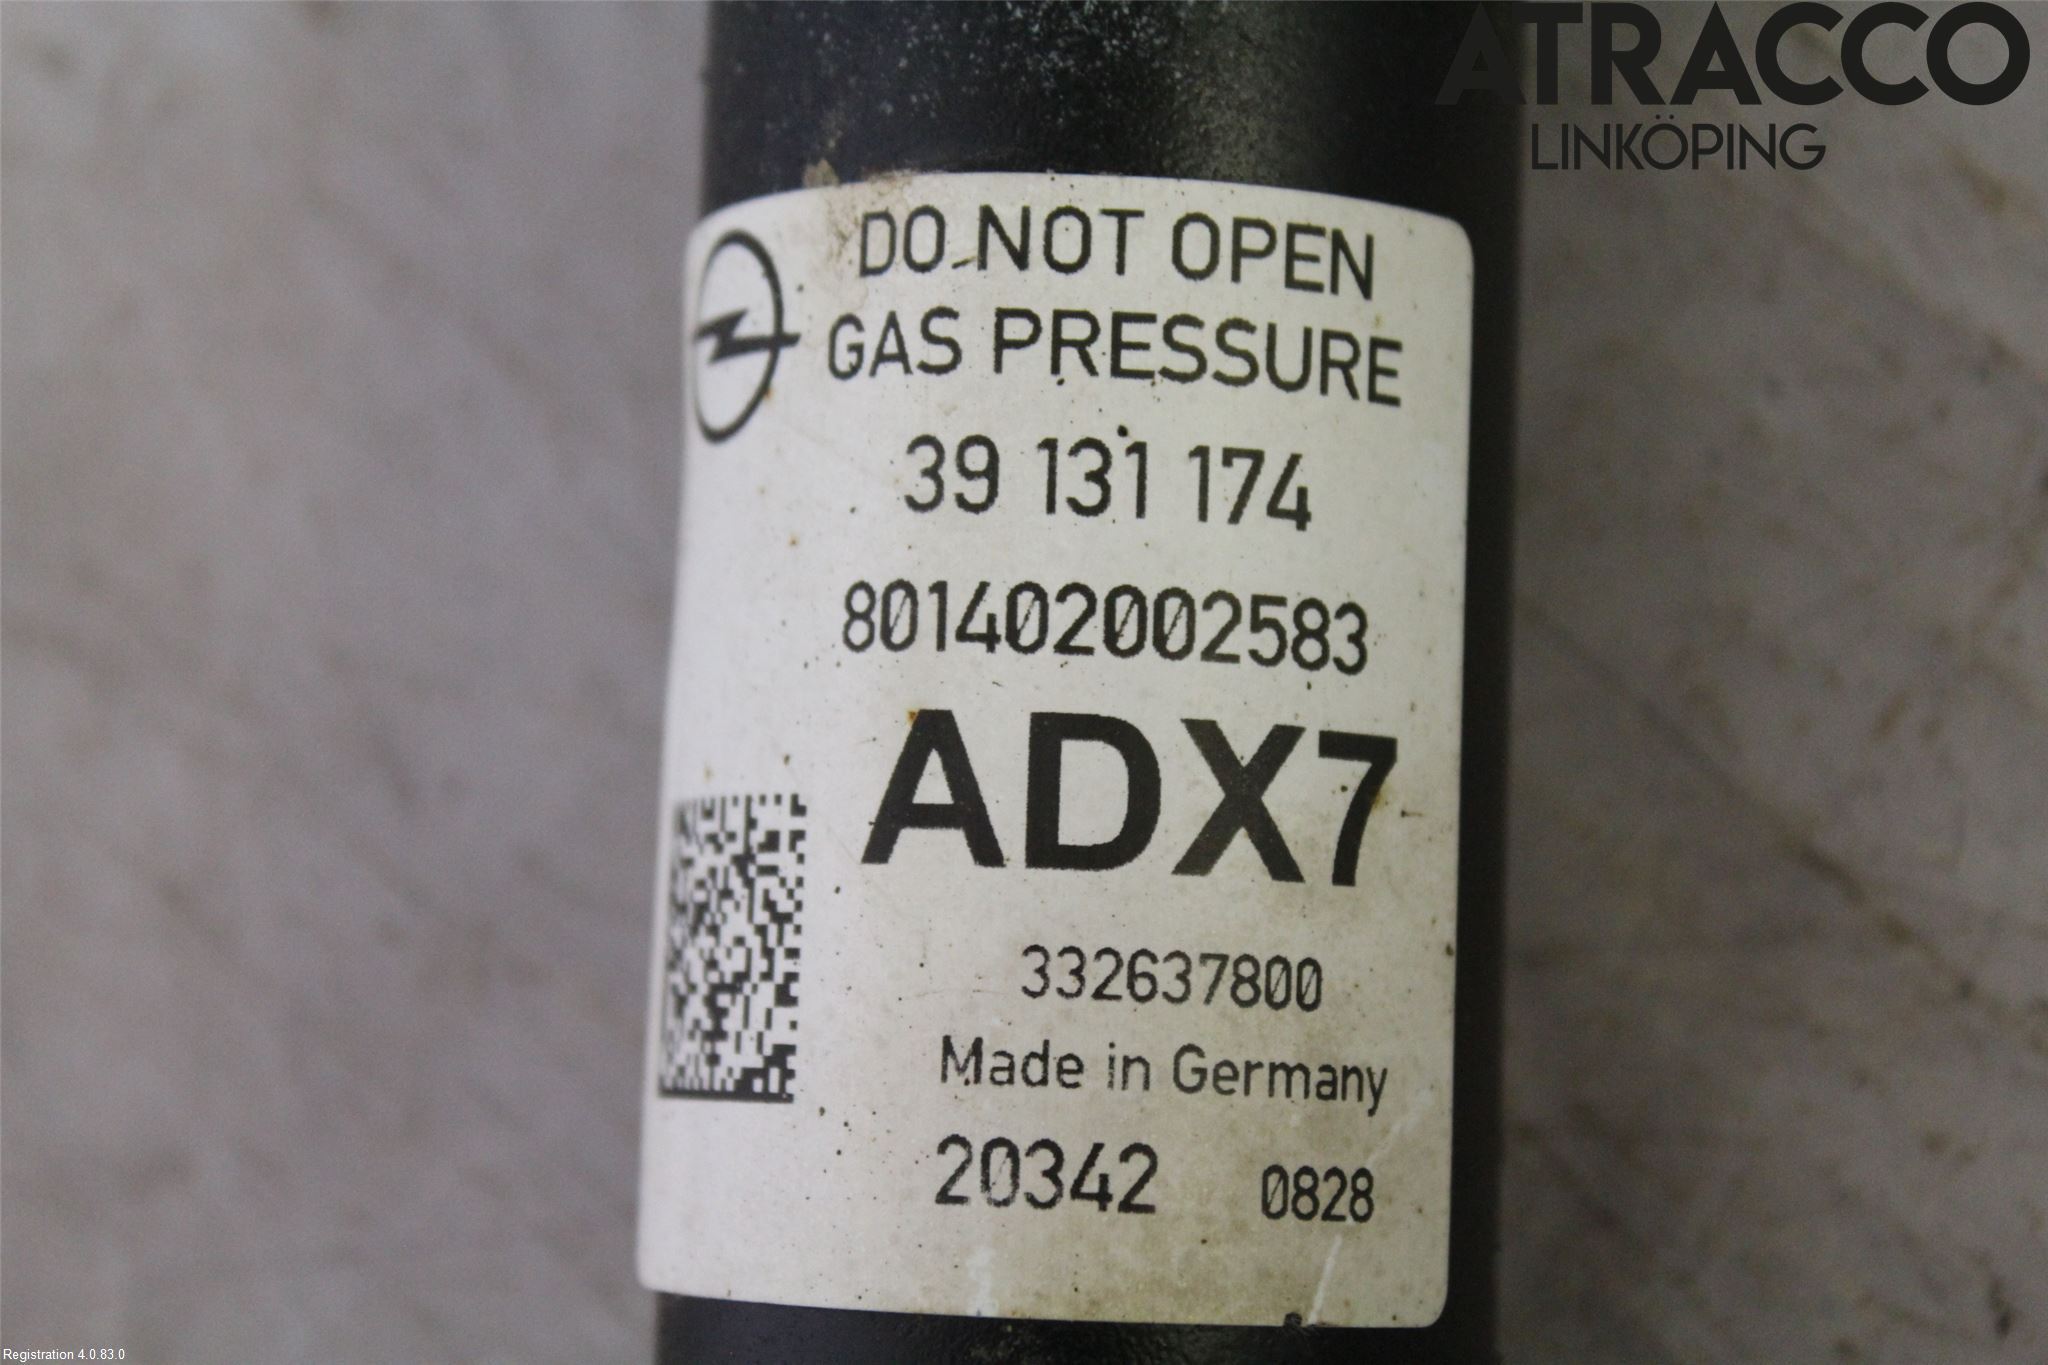 ATRACCO
LINKÖPING
DO NOT OPEN
GAS PRESSURE
39 131 174
801402002583
ADX7
332637800
Made in Germany
20342 0828
Registration 4.0.83.0